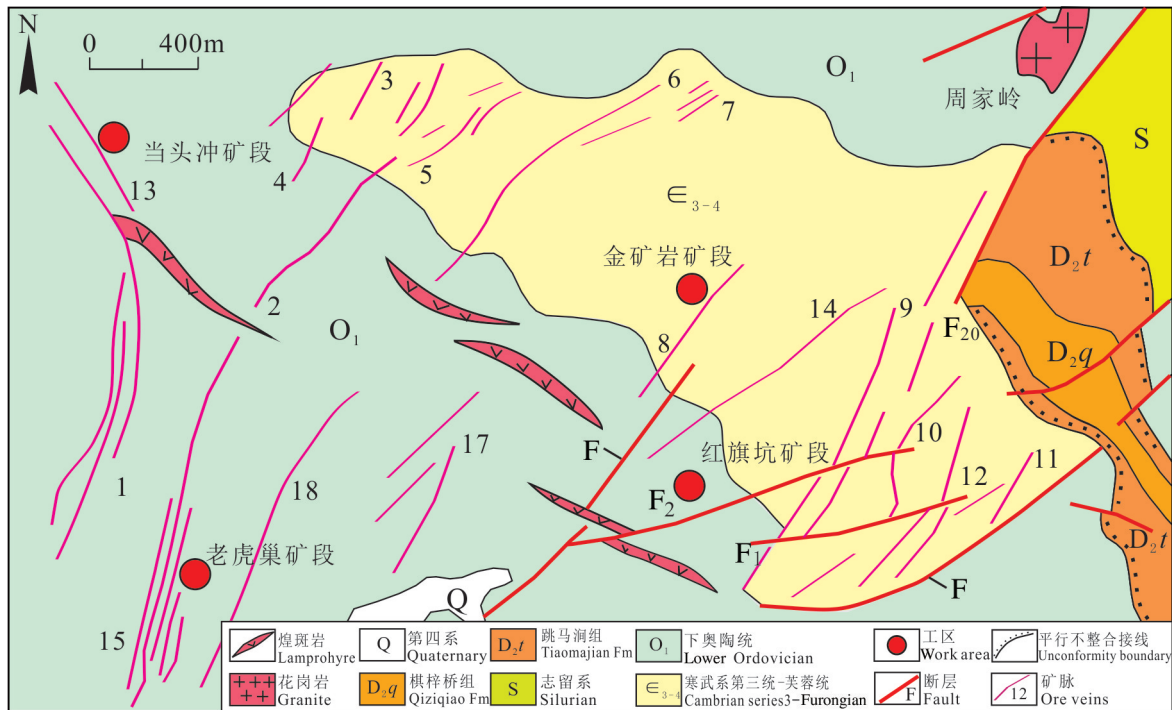 N
0 400m
3
6
7
O₁
周家岭
S
当头冲矿段
13
4
5
∈₃₋₄
D₂t
金矿岩矿段
2
O₁
8
14
9
F₂₀
D₂q
F
红旗坑矿段
10
17
1
18
F₂
12
11
F₁
F
D₂t
老虎巢矿段
15
Q
煌斑岩
Lamprohyre
Q
第四系
Quaternary
D₂t
跳马涧组
Tiaomajian Fm
O₁
下奥陶统
Lower Ordovician
工区
Work area
平行不整合接线
Unconformity boundary
花岗岩
Granite
D₂q
棋梓桥组
Qiziqiao Fm
S
志留系
Silurian
∈₃₋₄
寒武系第三统-芙蓉统
Cambrian series3-Furongian
F
断层
Fault
12
矿脉
Ore veins